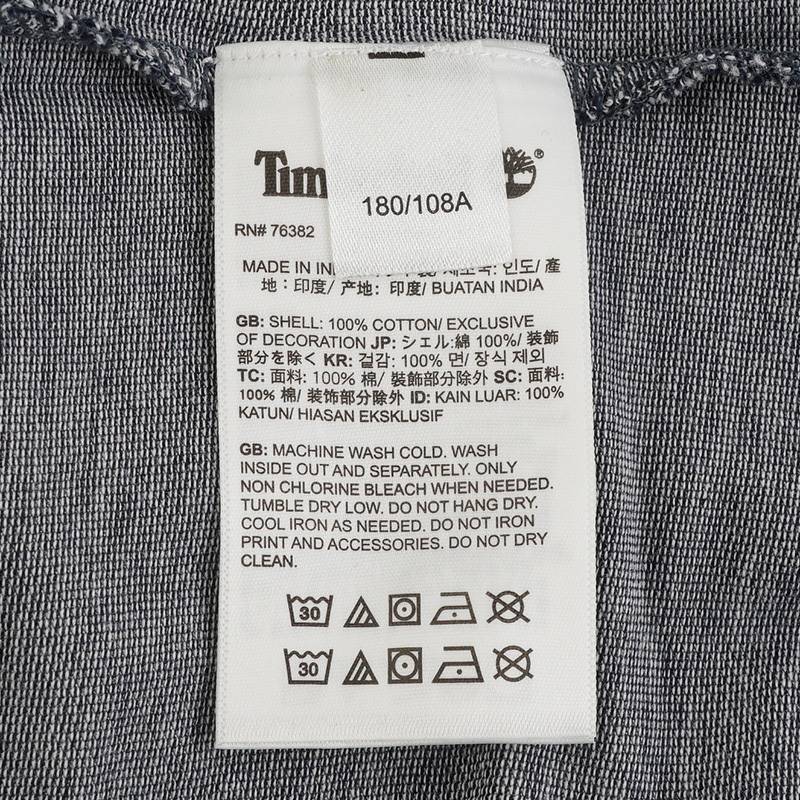 Tim
®
180/108A
RN# 76382
MADE IN 인도/ 產
地：印度/ 产地：印度/ BUATAN INDIA
GB: SHELL: 100% COTTON/ EXCLUSIVE
OF DECORATION JP: シェル:綿 100%/ 装飾
部分を除く KR: 겉감: 100% 면/ 장식 제외
TC: 面料: 100% 棉/ 裝飾部分除外 SC: 面料:
100% 棉/ 装饰部分除外 ID: KAIN LUAR: 100%
KATUN/ HIASAN EKSKLUSIF
GB: MACHINE WASH COLD. WASH
INSIDE OUT AND SEPARATELY. ONLY
NON CHLORINE BLEACH WHEN NEEDED.
TUMBLE DRY LOW. DO NOT HANG DRY.
COOL IRON AS NEEDED. DO NOT IRON
PRINT AND ACCESSORIES. DO NOT DRY
CLEAN.
30
30